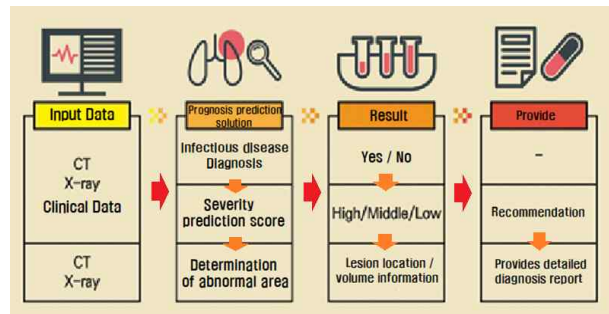 Input Data
CT
X-ray
Clinical Data
CT
X-ray
Prognosis prediction
solution
Infectious disease
Diagnosis
Severity
prediction score
Determination
of abnormal area
Result
Yes / No
High/Middle/Low
Lesion location /
volume information
Provide
-
Recommendation
Provides detailed
diagnosis report